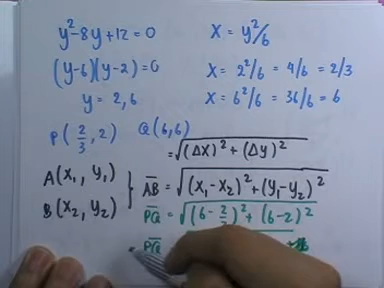 y²-8y+12=0
(y-6)(y-2)=0
y = 2,6
x = y²/6
x = 2²/6 = 4/6 = 2/3
x = 6²/6 = 36/6 = 6
P(2/3, 2) Q(6,6)
=√(Δx)²+(Δy)²
A(x₁, y₁)
B(x₂, y₂)
AB = √(x₁-x₂)²+(y₁-y₂)²
PQ = √(6-2/3)²+(6-2)²
PQ